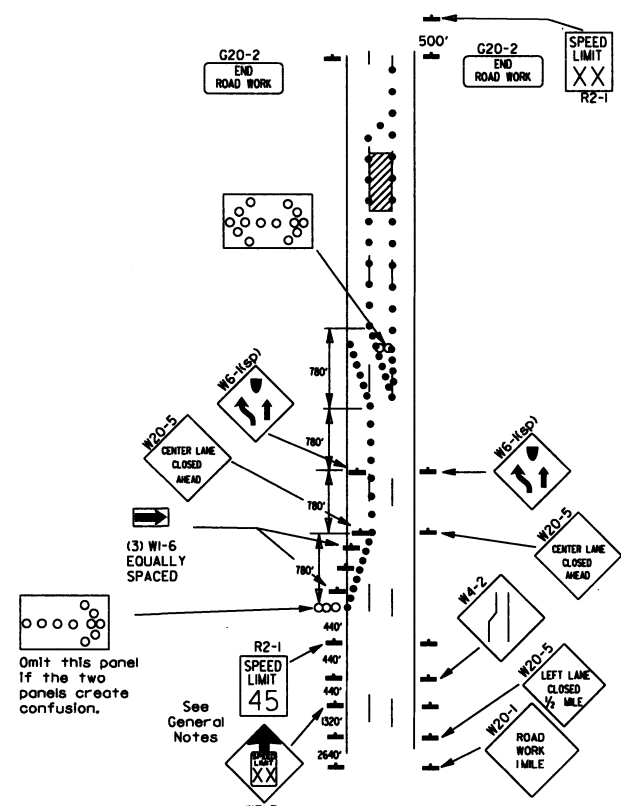 500'
G20-2
END
ROAD WORK
G20-2
END
ROAD WORK
SPEED
LIMIT
XX
R2-1
780'
W6-1(sp)
780'
W20-5
CENTER LANE
CLOSED
AHEAD
780'
W6-1(sp)
(3) W1-6
EQUALLY
SPACED
780'
W20-5
CENTER LANE
CLOSED
AHEAD
Omit this panel
if the two
panels create
confusion.
440'
R2-1
SPEED
LIMIT
45
440'
W4-2
See
General
Notes
440'
1320'
W20-5
LEFT LANE
CLOSED
1/2 MILE
SPEED
LIMIT
XX
2640'
W20-1
ROAD
WORK
1 MILE